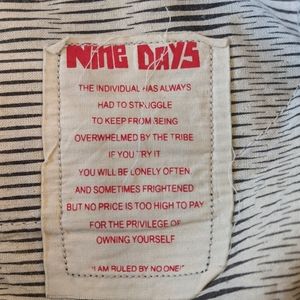 Nine Days
THE INDIVIDUAL HAS ALWAYS
HAD TO STRUGGLE
TO KEEP FROM BEING
OVERWHELMED BY THE TRIBE
IF YOU TRY IT
YOU WILL BE LONELY OFTEN
AND SOMETIMES FRIGHTENED
BUT NO PRICE IS TOO HIGH TO PAY
FOR THE PRIVILEGE OF
OWNING YOURSELF
"I AM RULED BY NO ONE!"